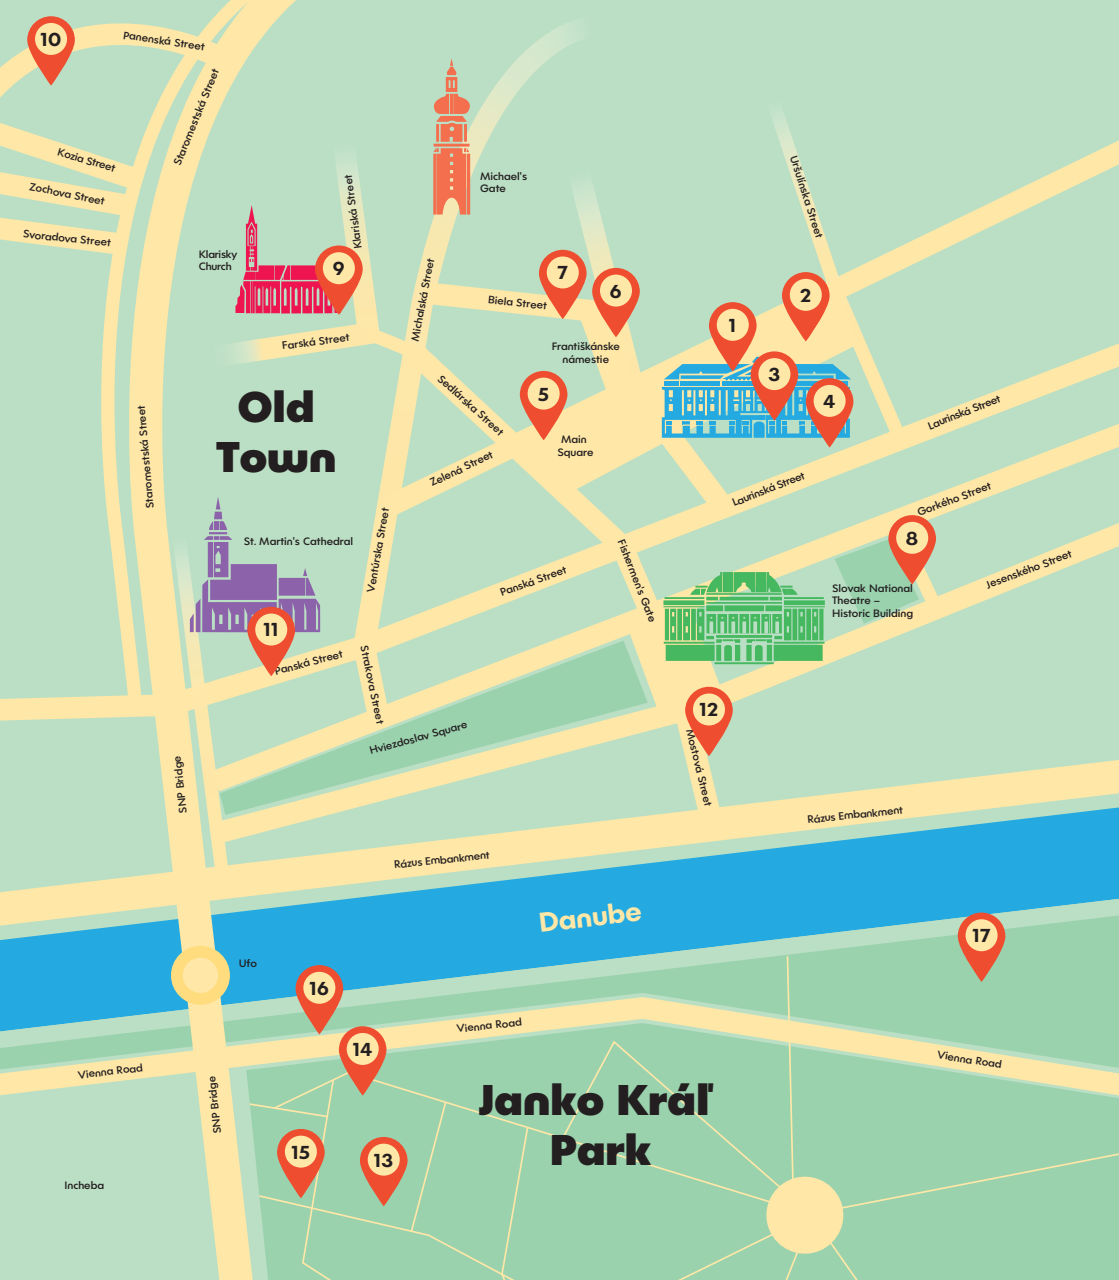 10
Panenská Street
Staromestská Street
Kozia Street
Zochova Street
Svoradova Street
Michael's
Gate
Uršulínska Street
Klariská Street
Klarisky
Church
9
Michalská Street
7
6
2
1
Biela Street
Farská Street
Františkánske
námestie
3
4
5
Sedlárska Street
Old
Town
Main
Square
Laurinská Street
Zelená Street
Laurinská Street
Staromestská Street
Gorkého Street
St. Martin's Cathedral
Ventúrska Street
8
Panská Street
Fishermen's Gate
Jesenského Street
Slovak National
Theatre –
Historic Building
11
Panská Street
Strakova Street
12
Hviezdoslav Square
Mostová Street
SNP Bridge
Rázus Embankment
Rázus Embankment
Danube
17
Ufo
16
Vienna Road
14
Vienna Road
Vienna Road
SNP Bridge
Janko Kráľ
Park
15
13
Incheba